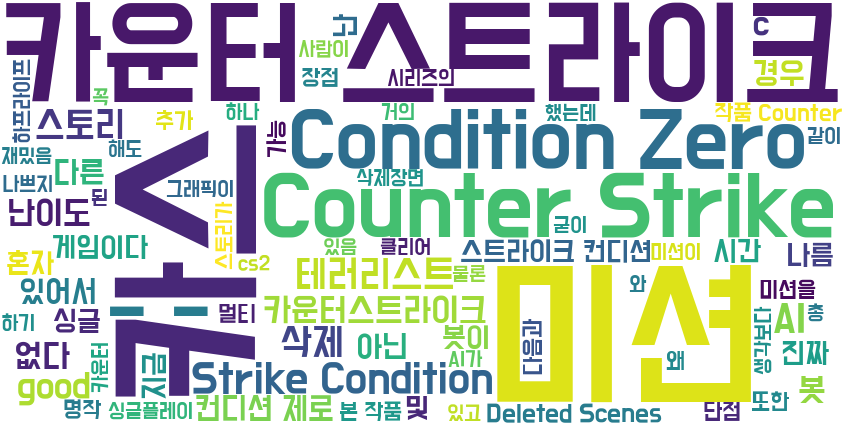 카운터스트라이크
사람이
난
C
장점
시리즈의
경우
하프라이프
꼭
스토리
추가
하나
가능
거의
했는데
작품 Counter
Condition Zero
같이
재밌음
해도
나쁘지
다른
된
그래픽이
삭제장면
Counter Strike
난이도
스토리가
굳이
게임이다
cs2
있음
클리어
스트라이크 컨디션
미션이
시간
나름
혼자
테러리스트
물론
미션
와
미션을
있어서
카운터스트라이크
다음과
AI
총
하기
싱글
멀티
삭제
아닌
봇이
왜
생각보다
없다
카운터
지금
AI가
진짜
봇
good
Strike Condition
또한
명작
싱글플레이
컨디션 제로
본 작품
및
있고
Deleted Scenes
단점